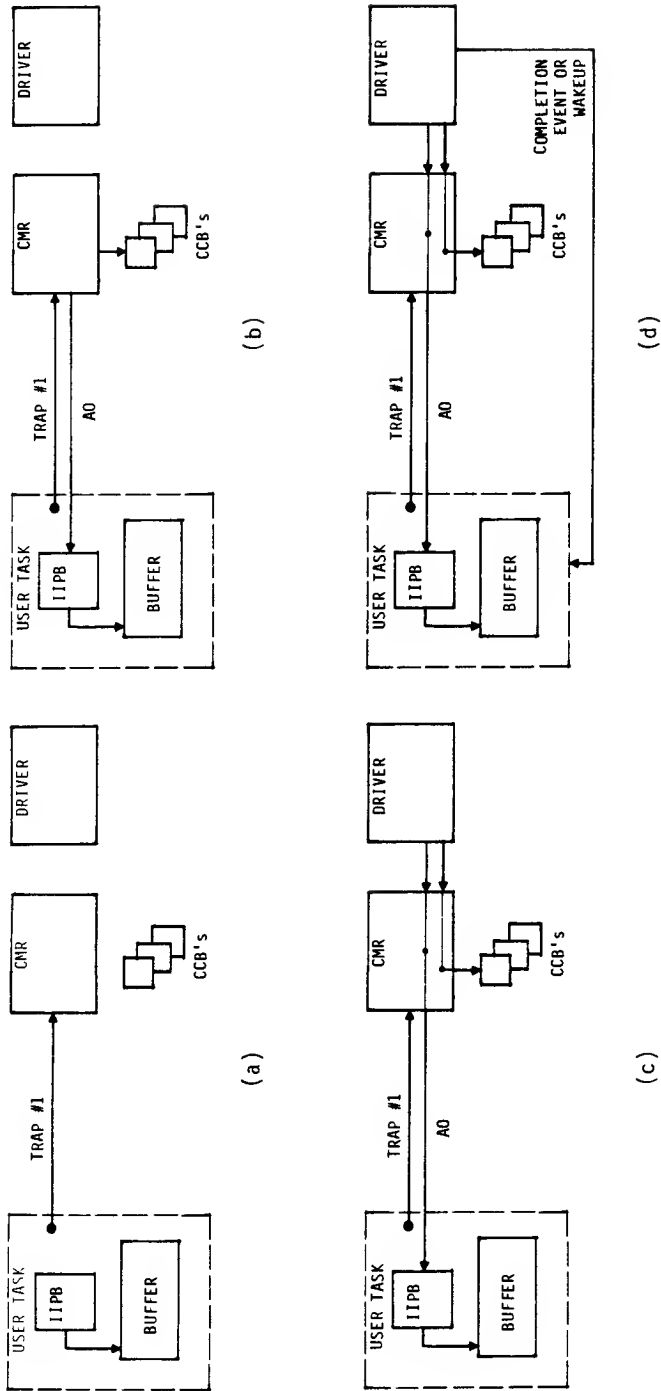 USER TASK
IIPB
BUFFER
TRAP #1
CMR
CCB's
DRIVER
(a)
USER TASK
IIPB
BUFFER
TRAP #1
A0
CMR
CCB's
DRIVER
(b)
USER TASK
IIPB
BUFFER
TRAP #1
A0
CMR
CCB's
DRIVER
(c)
USER TASK
IIPB
BUFFER
TRAP #1
A0
CMR
CCB's
DRIVER
COMPLETION
EVENT OR
WAKEUP
(d)